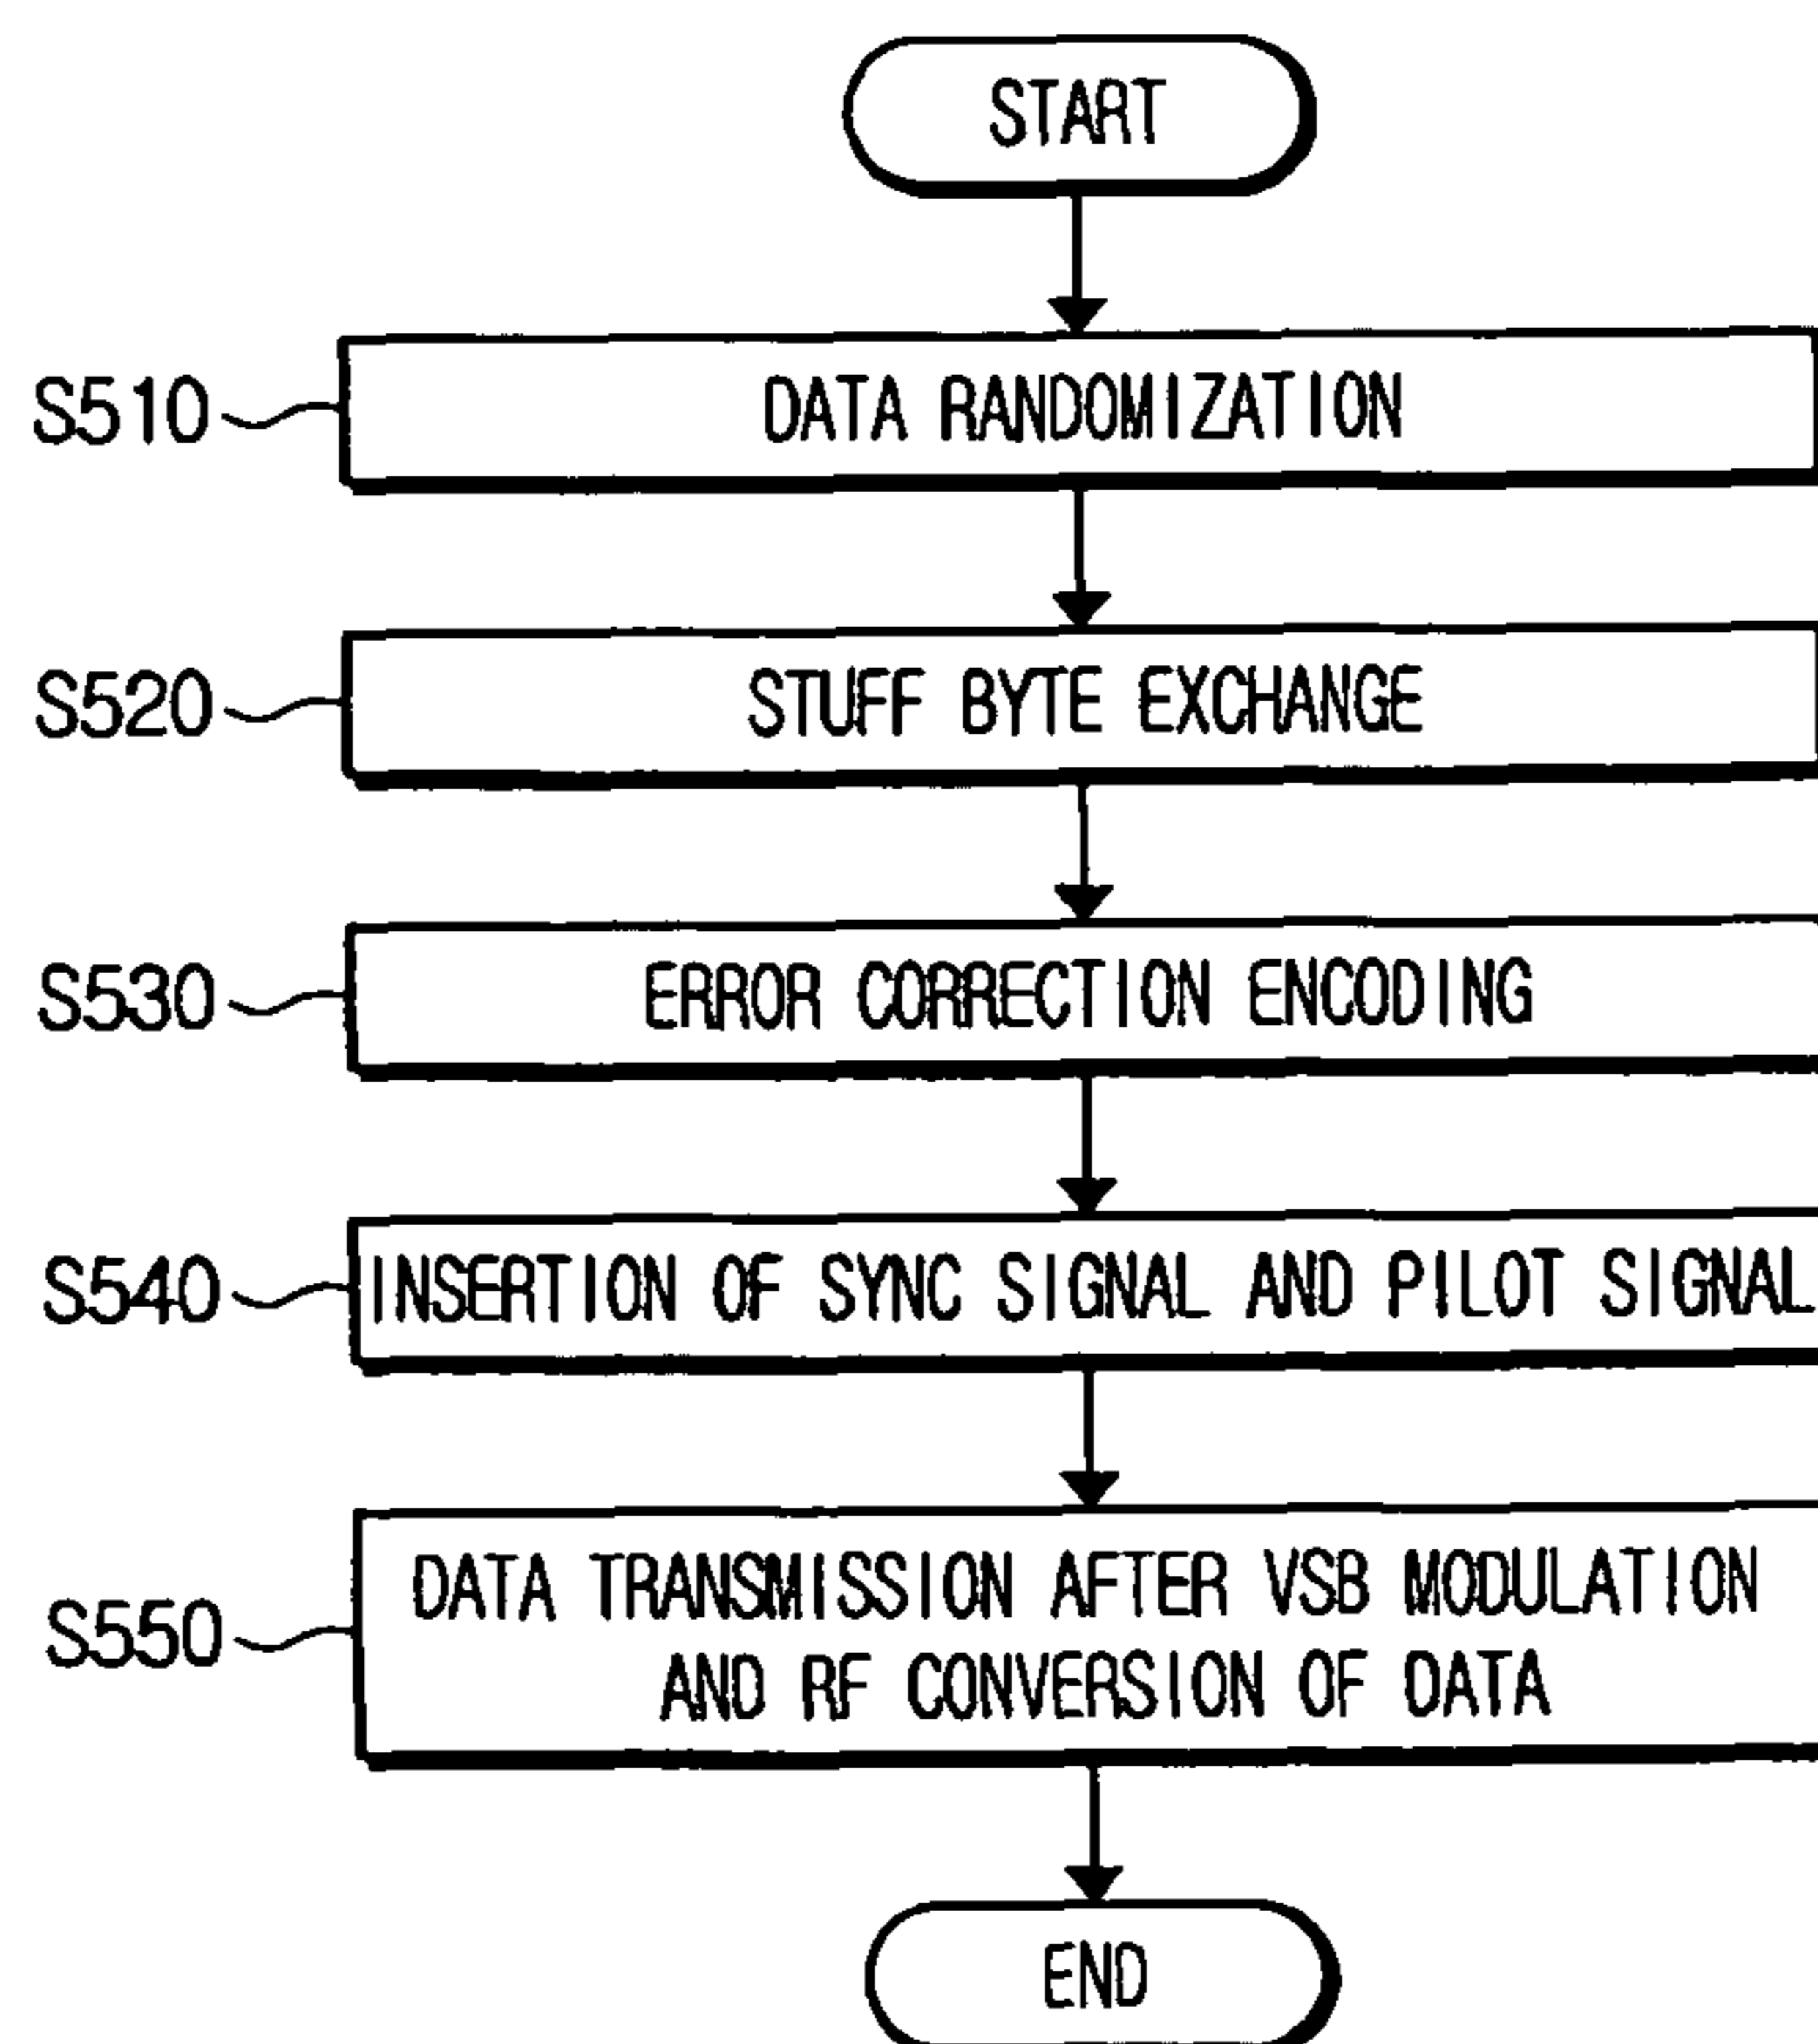 START
S510
DATA RANDOMIZATION
S520
STUFF BYTE EXCHANGE
S530
ERROR CORRECTION ENCODING
S540
INSERTION OF SYNC SIGNAL AND PILOT SIGNAL
S550
DATA TRANSMISSION AFTER VSB MODULATION
AND RF CONVERSION OF DATA
END